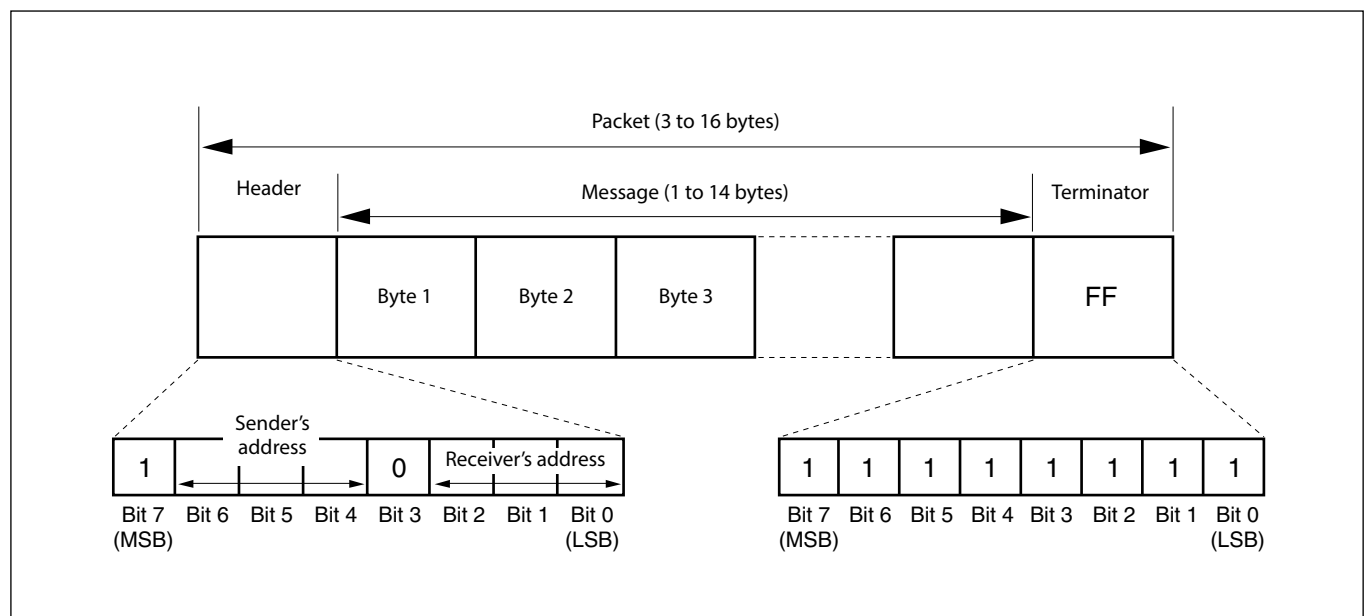 Packet (3 to 16 bytes)
Header
Message (1 to 14 bytes)
Terminator
Byte 1
Byte 2
Byte 3
FF
Sender’s
address
1
0
Receiver’s address
Bit 7
(MSB)
Bit 6
Bit 5
Bit 4
Bit 3
Bit 2
Bit 1
Bit 0
(LSB)
1 1 1 1 1 1 1 1
Bit 7
(MSB)
Bit 6
Bit 5
Bit 4
Bit 3
Bit 2
Bit 1
Bit 0
(LSB)